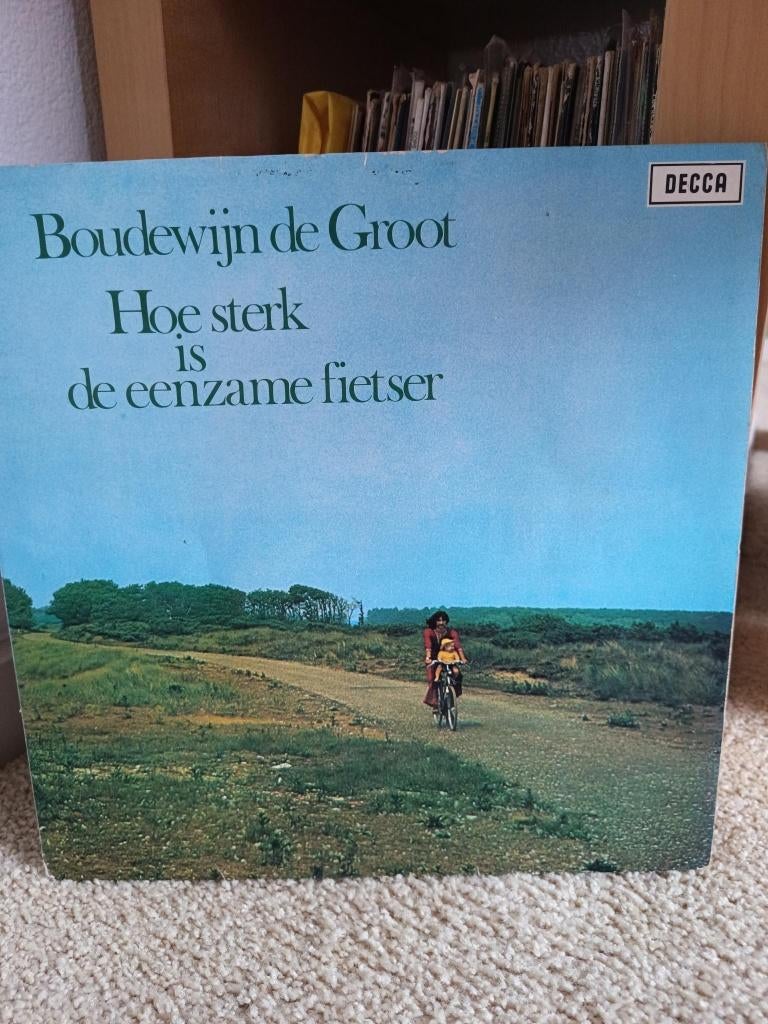 DECCA
Boudewijn de Groot
Hoe sterk
is
de eenzame fietser